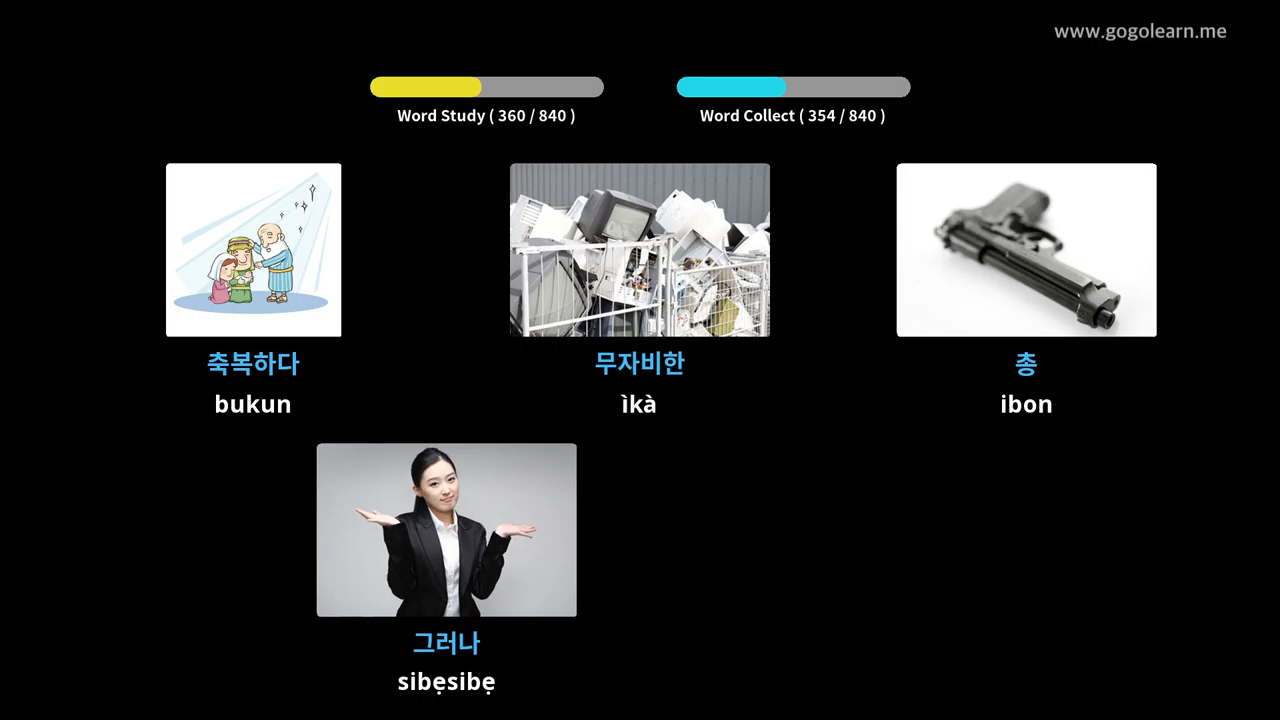 www.gogolearn.me
Word Study ( 360 / 840 )
Word Collect ( 354 / 840 )
축복하다
무자비한
총
bukun
ìkà
ibon
그러나
sibẹsibẹ